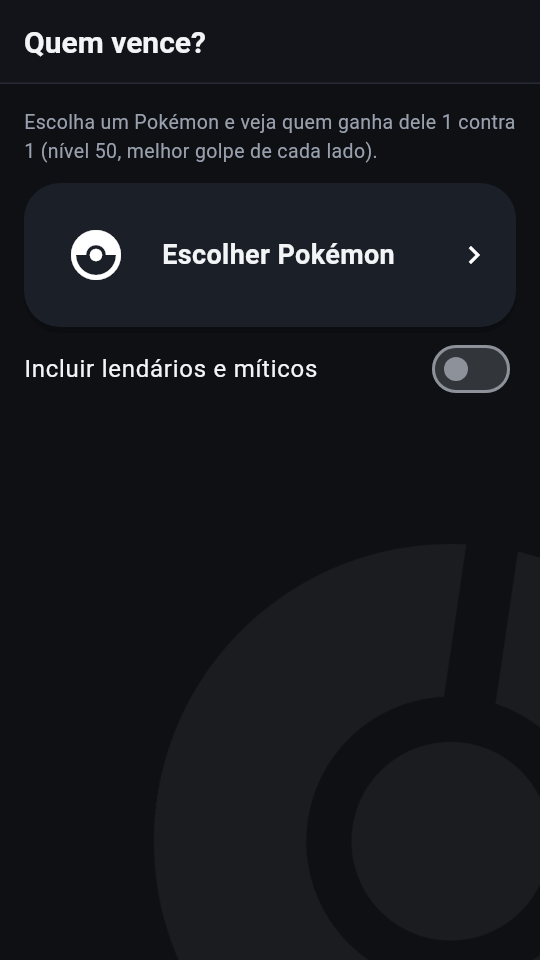 Quem vence?
Escolha um Pokémon e veja quem ganha dele 1 contra
1 (nível 50, melhor golpe de cada lado).
Escolher Pokémon
Incluir lendários e míticos